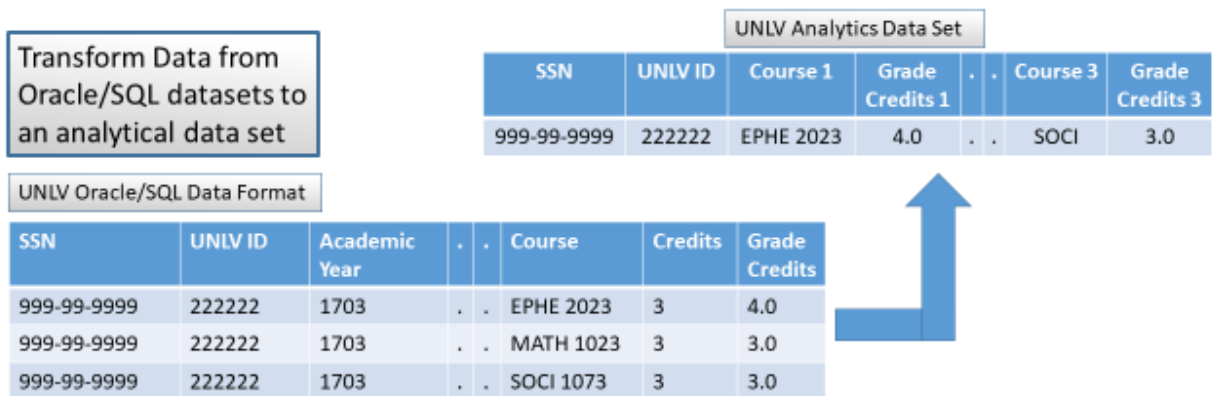 Transform Data from
Oracle/SQL datasets to
an analytical data set
UNLV Analytics Data Set
SSN UNLV ID Course 1 Grade Credits 1 . . Course 3 Grade Credits 3
999-99-9999 222222 EPHE 2023 4.0 . . SOCI 3.0
UNLV Oracle/SQL Data Format
SSN UNLV ID Academic Year . . Course Credits Grade Credits
999-99-9999 222222 1703 . . EPHE 2023 3 4.0
999-99-9999 222222 1703 . . MATH 1023 3 3.0
999-99-9999 222222 1703 . . SOCI 1073 3 3.0